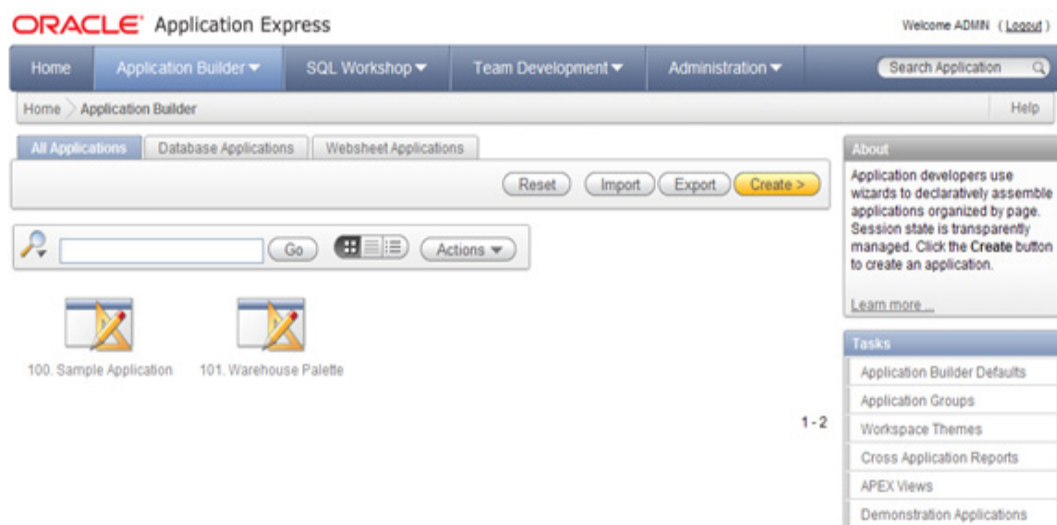 ORACLE Application Express
Welcome ADMIN ( Logout )
Home
Application Builder
SQL Workshop
Team Development
Administration
Search Application
Home Application Builder
Help
All Applications
Database Applications
Websheet Applications
Reset
Import
Export
Create >
Go
Actions
100. Sample Application
101. Warehouse Palette
1 - 2
About
Application developers use
wizards to declaratively assemble
applications organized by page.
Session state is transparently
managed. Click the Create button
to create an application.
Learn more ...
Tasks
Application Builder Defaults
Application Groups
Workspace Themes
Cross Application Reports
APEX Views
Demonstration Applications